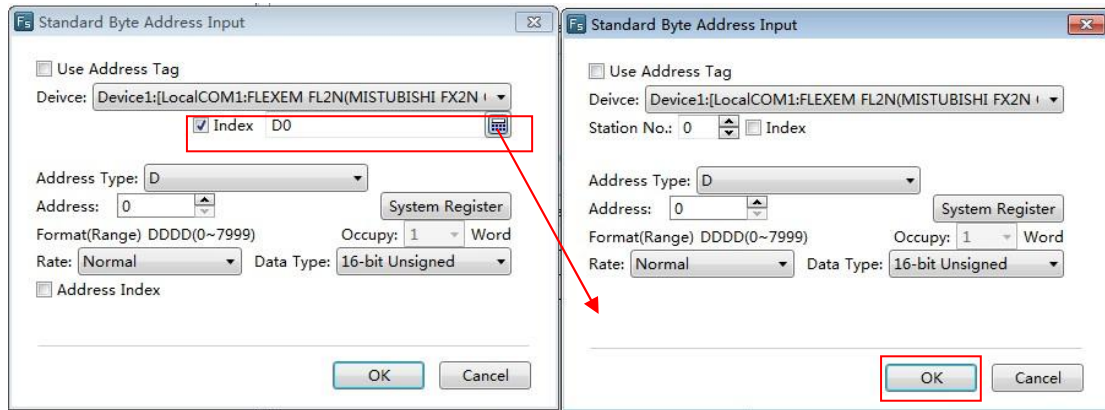 Standard Byte Address Input
Use Address Tag
Deivce: Device1:[LocalCOM1:FLEXEM FL2N(MISTUBISHI FX2N (
Index D0
Address Type: D
Address: 0 System Register
Format(Range) DDDD(0~7999) Occupy: 1 Word
Rate: Normal Data Type: 16-bit Unsigned
Address Index
OK Cancel
Standard Byte Address Input
Use Address Tag
Deivce: Device1:[LocalCOM1:FLEXEM FL2N(MISTUBISHI FX2N (
Station No.: 0 Index
Address Type: D
Address: 0 System Register
Format(Range) DDDD(0~7999) Occupy: 1 Word
Rate: Normal Data Type: 16-bit Unsigned
OK Cancel